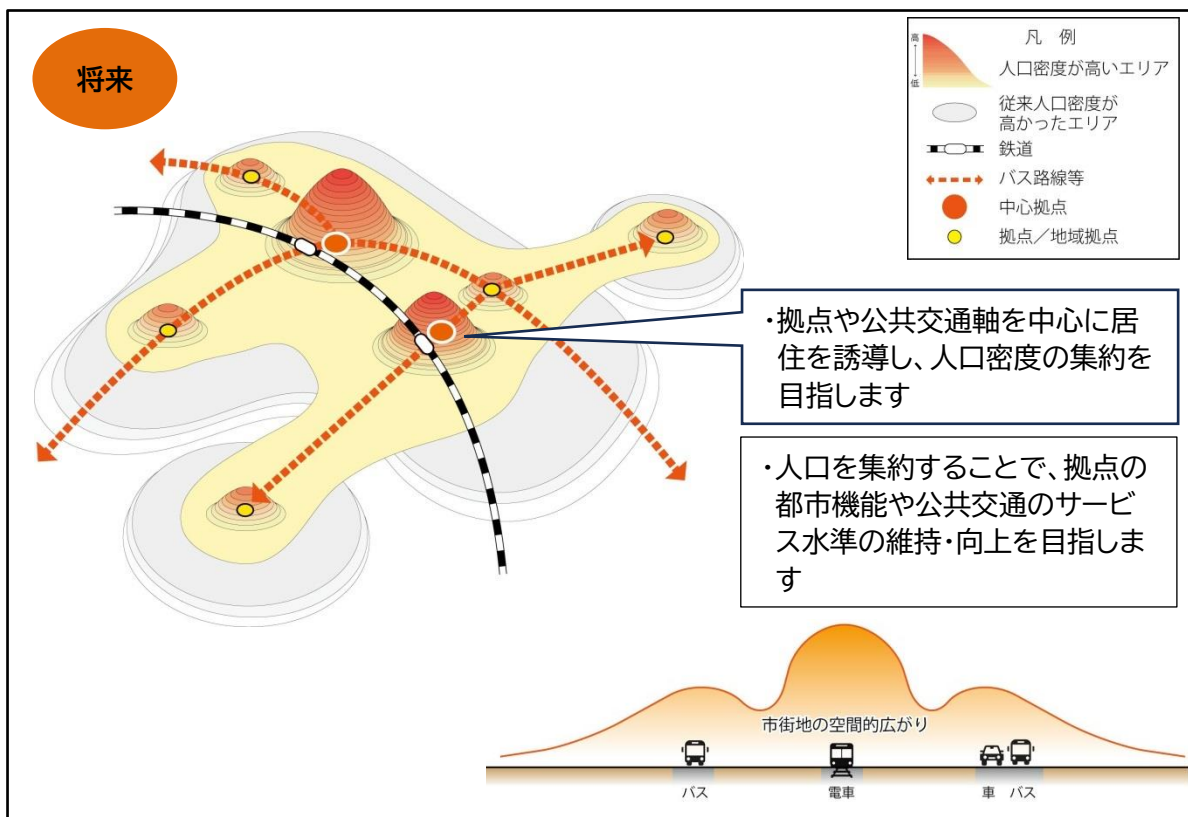 将来
凡 例
高
低
人口密度が高いエリア
従来人口密度が
高かったエリア
鉄道
バス路線等
中心拠点
拠点／地域拠点
・拠点や公共交通軸を中心に居
住を誘導し、人口密度の集約を
目指します
・人口を集約することで、拠点の
都市機能や公共交通のサービ
ス水準の維持・向上を目指しま
す
市街地の空間的広がり
バス
電車
車 バス